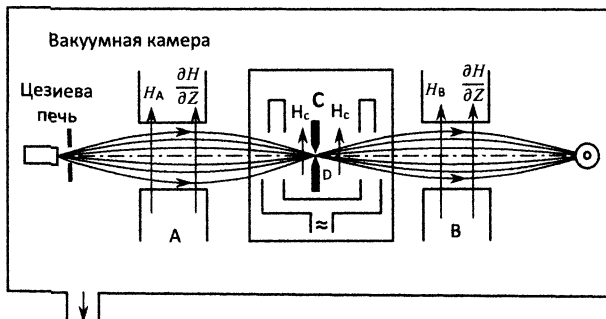 Вакуумная камера
Цезиева
печь
H_A ∂H/∂Z
C
H_c H_c
D
≈
H_B ∂H/∂Z
A
B